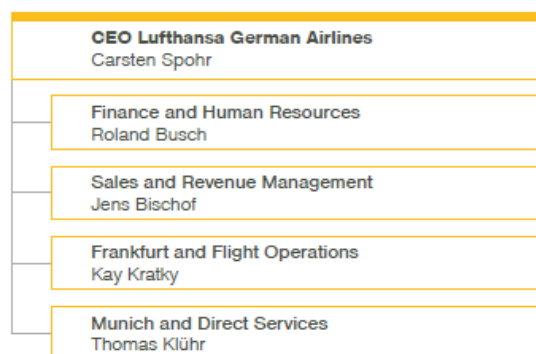 CEO Lufthansa German Airlines
Carsten Spohr
Finance and Human Resources
Roland Busch
Sales and Revenue Management
Jens Bischof
Frankfurt and Flight Operations
Kay Kratky
Munich and Direct Services
Thomas Klühr